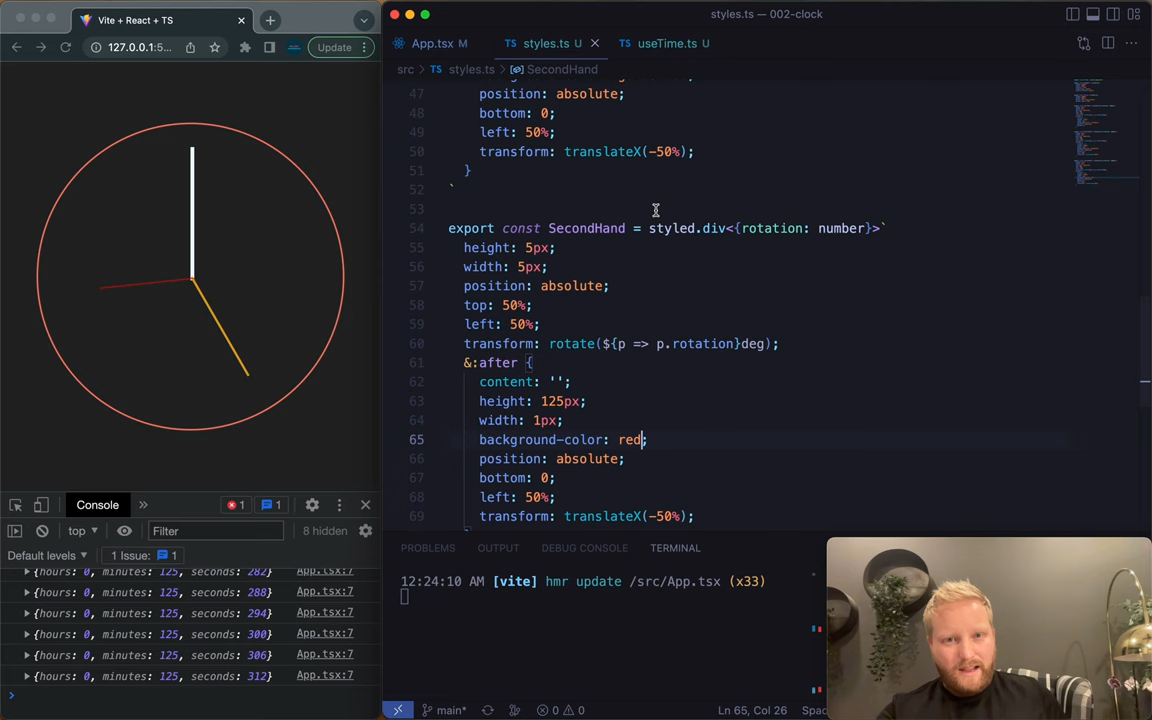 Vite + React + TS
127.0.0.1:5...
Update
styles.ts — 002-clock
App.tsx M
TS styles.ts U
TS useTime.ts U
src > TS styles.ts > SecondHand
47 position: absolute;
48 bottom: 0;
49 left: 50%;
50 transform: translateX(-50%);
51 }
52 `
53
54 export const SecondHand = styled.div<{rotation: number}>`
55 height: 5px;
56 width: 5px;
57 position: absolute;
58 top: 50%;
59 left: 50%;
60 transform: rotate(${p => p.rotation}deg);
61 &:after {
62 content: '';
63 height: 125px;
64 width: 1px;
65 background-color: red;
66 position: absolute;
67 bottom: 0;
68 left: 50%;
69 transform: translateX(-50%);
Console » 1 1
top Filter 8 hidden
Default levels 1 Issue: 1
{hours: 0, minutes: 125, seconds: 282} App.tsx:7
{hours: 0, minutes: 125, seconds: 288} App.tsx:7
{hours: 0, minutes: 125, seconds: 294} App.tsx:7
{hours: 0, minutes: 125, seconds: 300} App.tsx:7
{hours: 0, minutes: 125, seconds: 306} App.tsx:7
{hours: 0, minutes: 125, seconds: 312} App.tsx:7
>
PROBLEMS OUTPUT DEBUG CONSOLE TERMINAL
12:24:10 AM [vite] hmr update /src/App.tsx (x33)
main* 0 0 Ln 65, Col 26 Spac